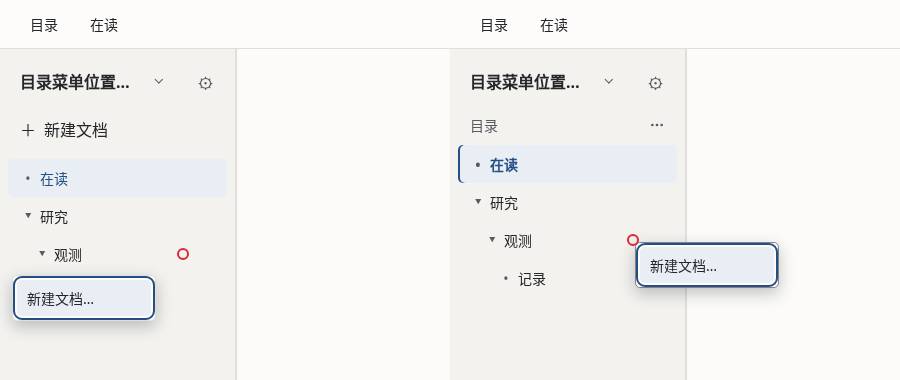 目录 在读
目录菜单位置...
新建文档
在读
研究
观测
新建文档...
目录 在读
目录菜单位置...
目录
在读
研究
观测
新建文档...
记录